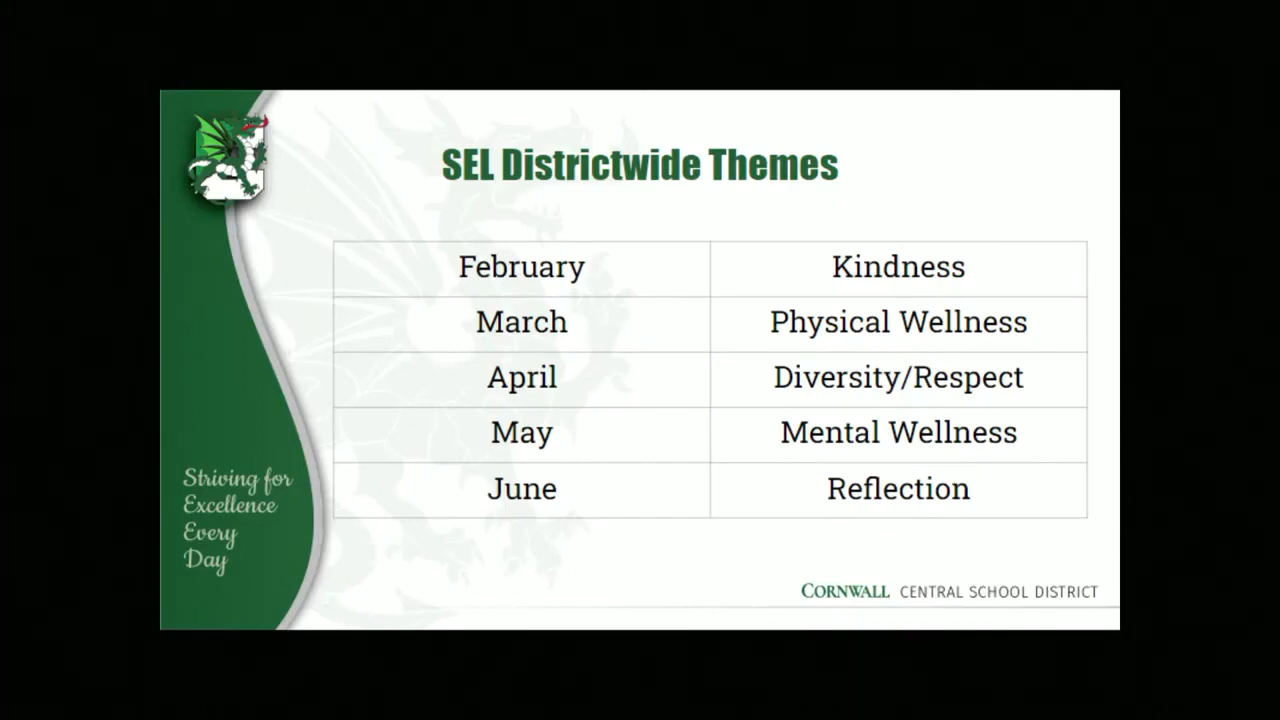 SEL Districtwide Themes
February Kindness
March Physical Wellness
April Diversity/Respect
May Mental Wellness
June Reflection
Striving for
Excellence
Every
Day
CORNWALL CENTRAL SCHOOL DISTRICT